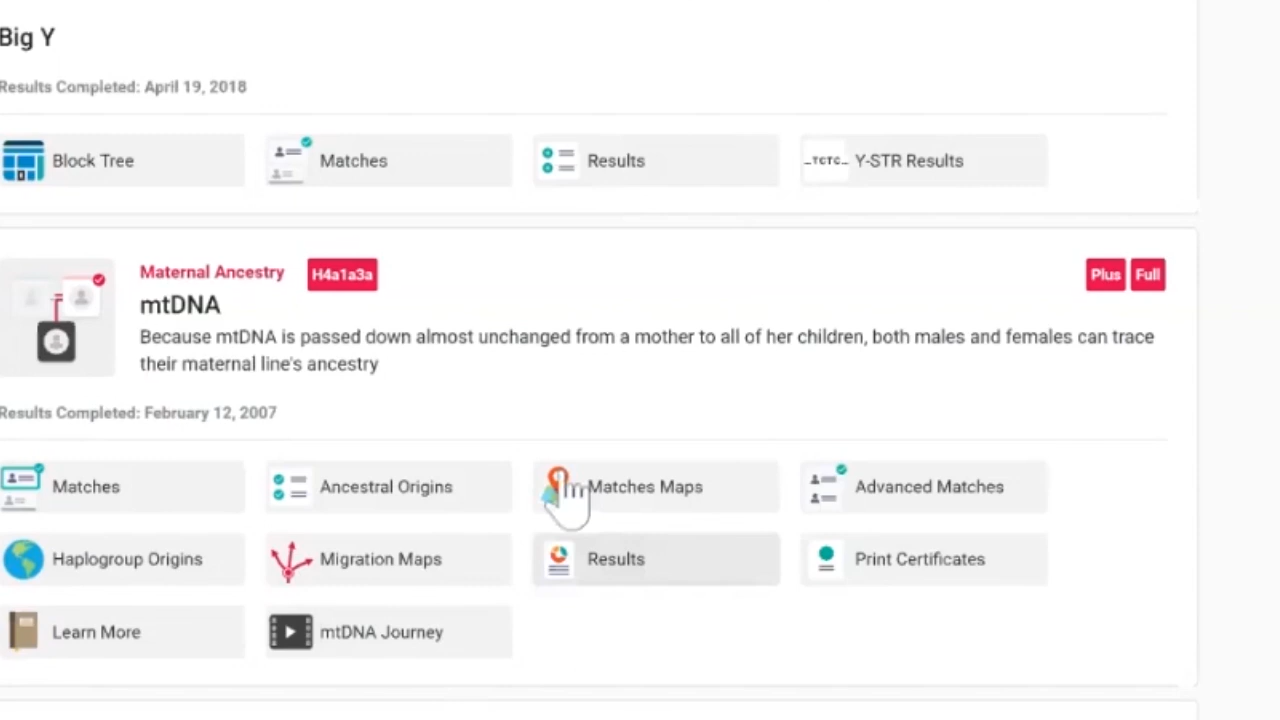 Big Y
Results Completed: April 19, 2018
Block Tree
Matches
Results
_TCTC_ Y-STR Results
Maternal Ancestry H4a1a3a
Plus Full
mtDNA
Because mtDNA is passed down almost unchanged from a mother to all of her children, both males and females can trace
their maternal line's ancestry
Results Completed: February 12, 2007
Matches
Ancestral Origins
Matches Maps
Advanced Matches
Haplogroup Origins
Migration Maps
Results
Print Certificates
Learn More
mtDNA Journey